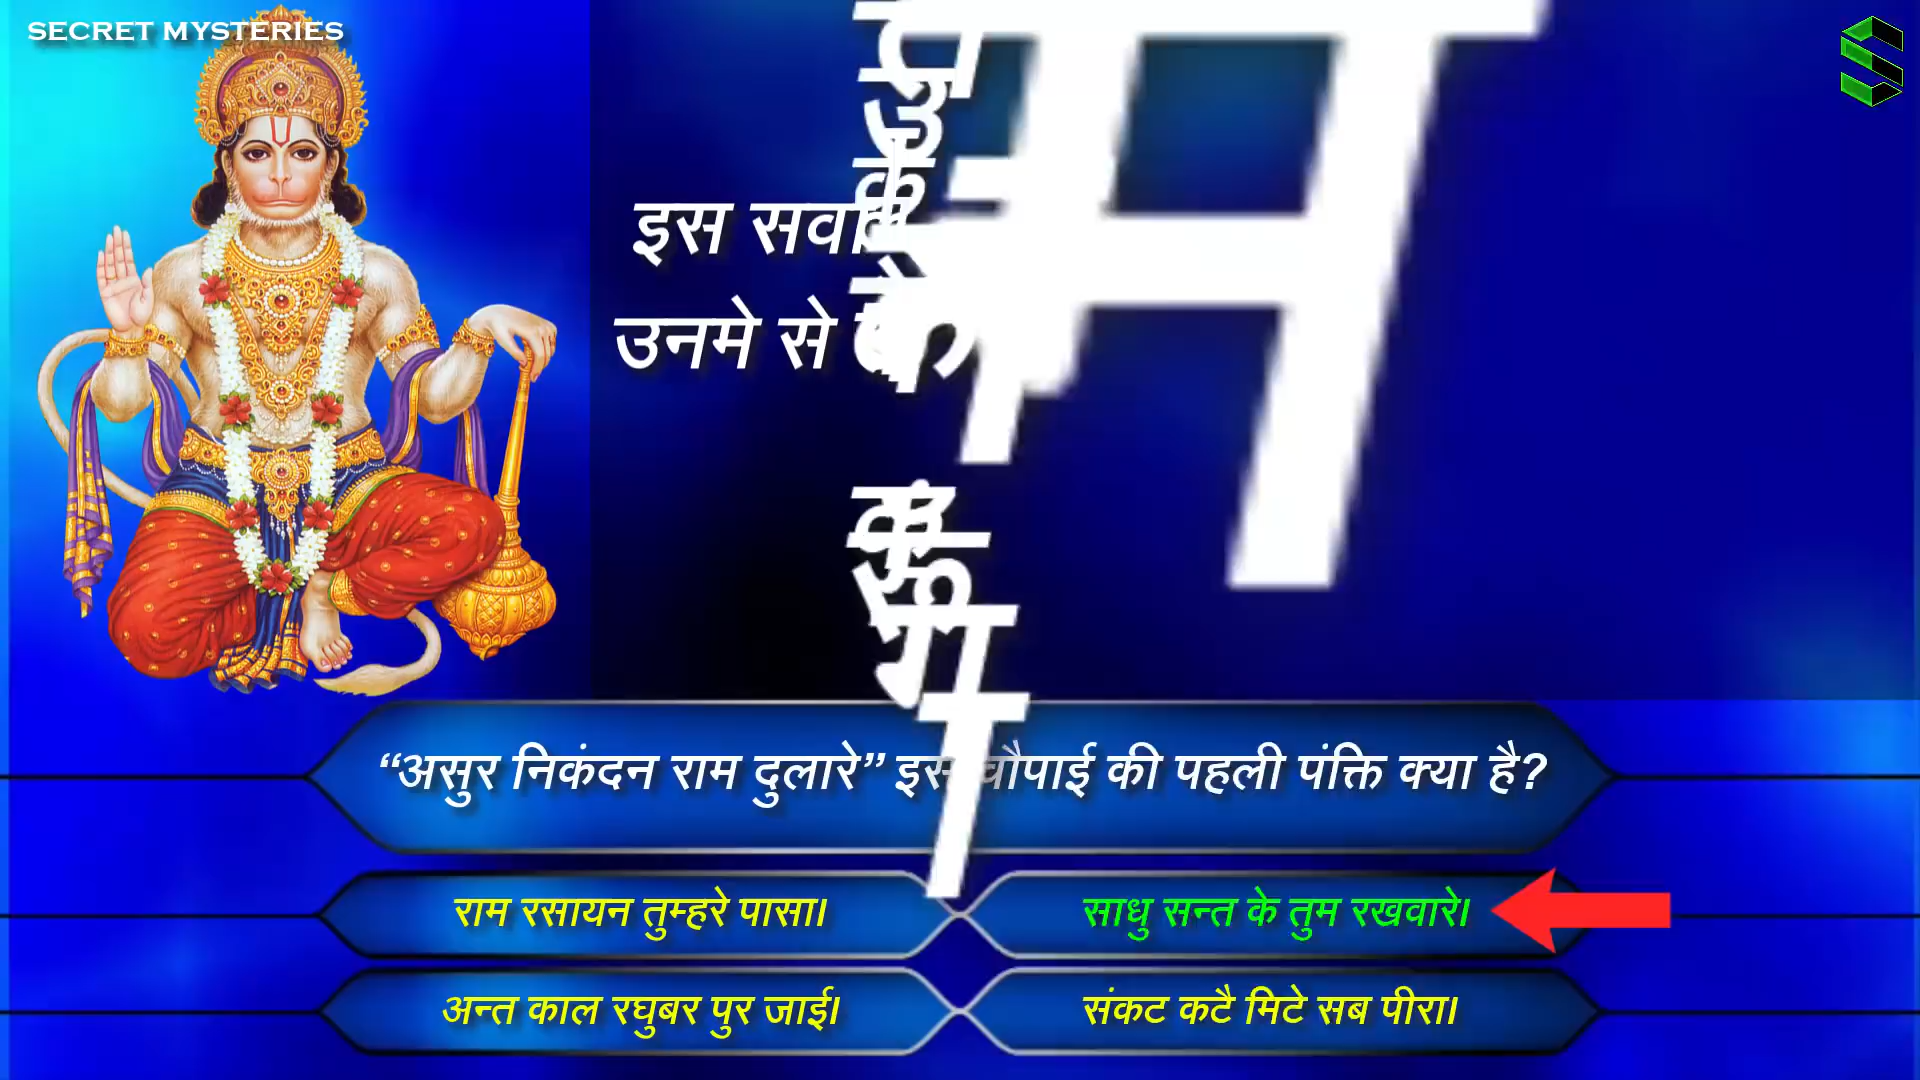 SECRET MYSTERIES
इस सवाल
उनमे से
“असुर निकंदन राम दुलारे” इस चौपाई की पहली पंक्ति क्या है?
राम रसायन तुम्हरे पासा।
साधु सन्त के तुम रखवारे।
अन्त काल रघुबर पुर जाई।
संकट कटै मिटे सब पीरा।